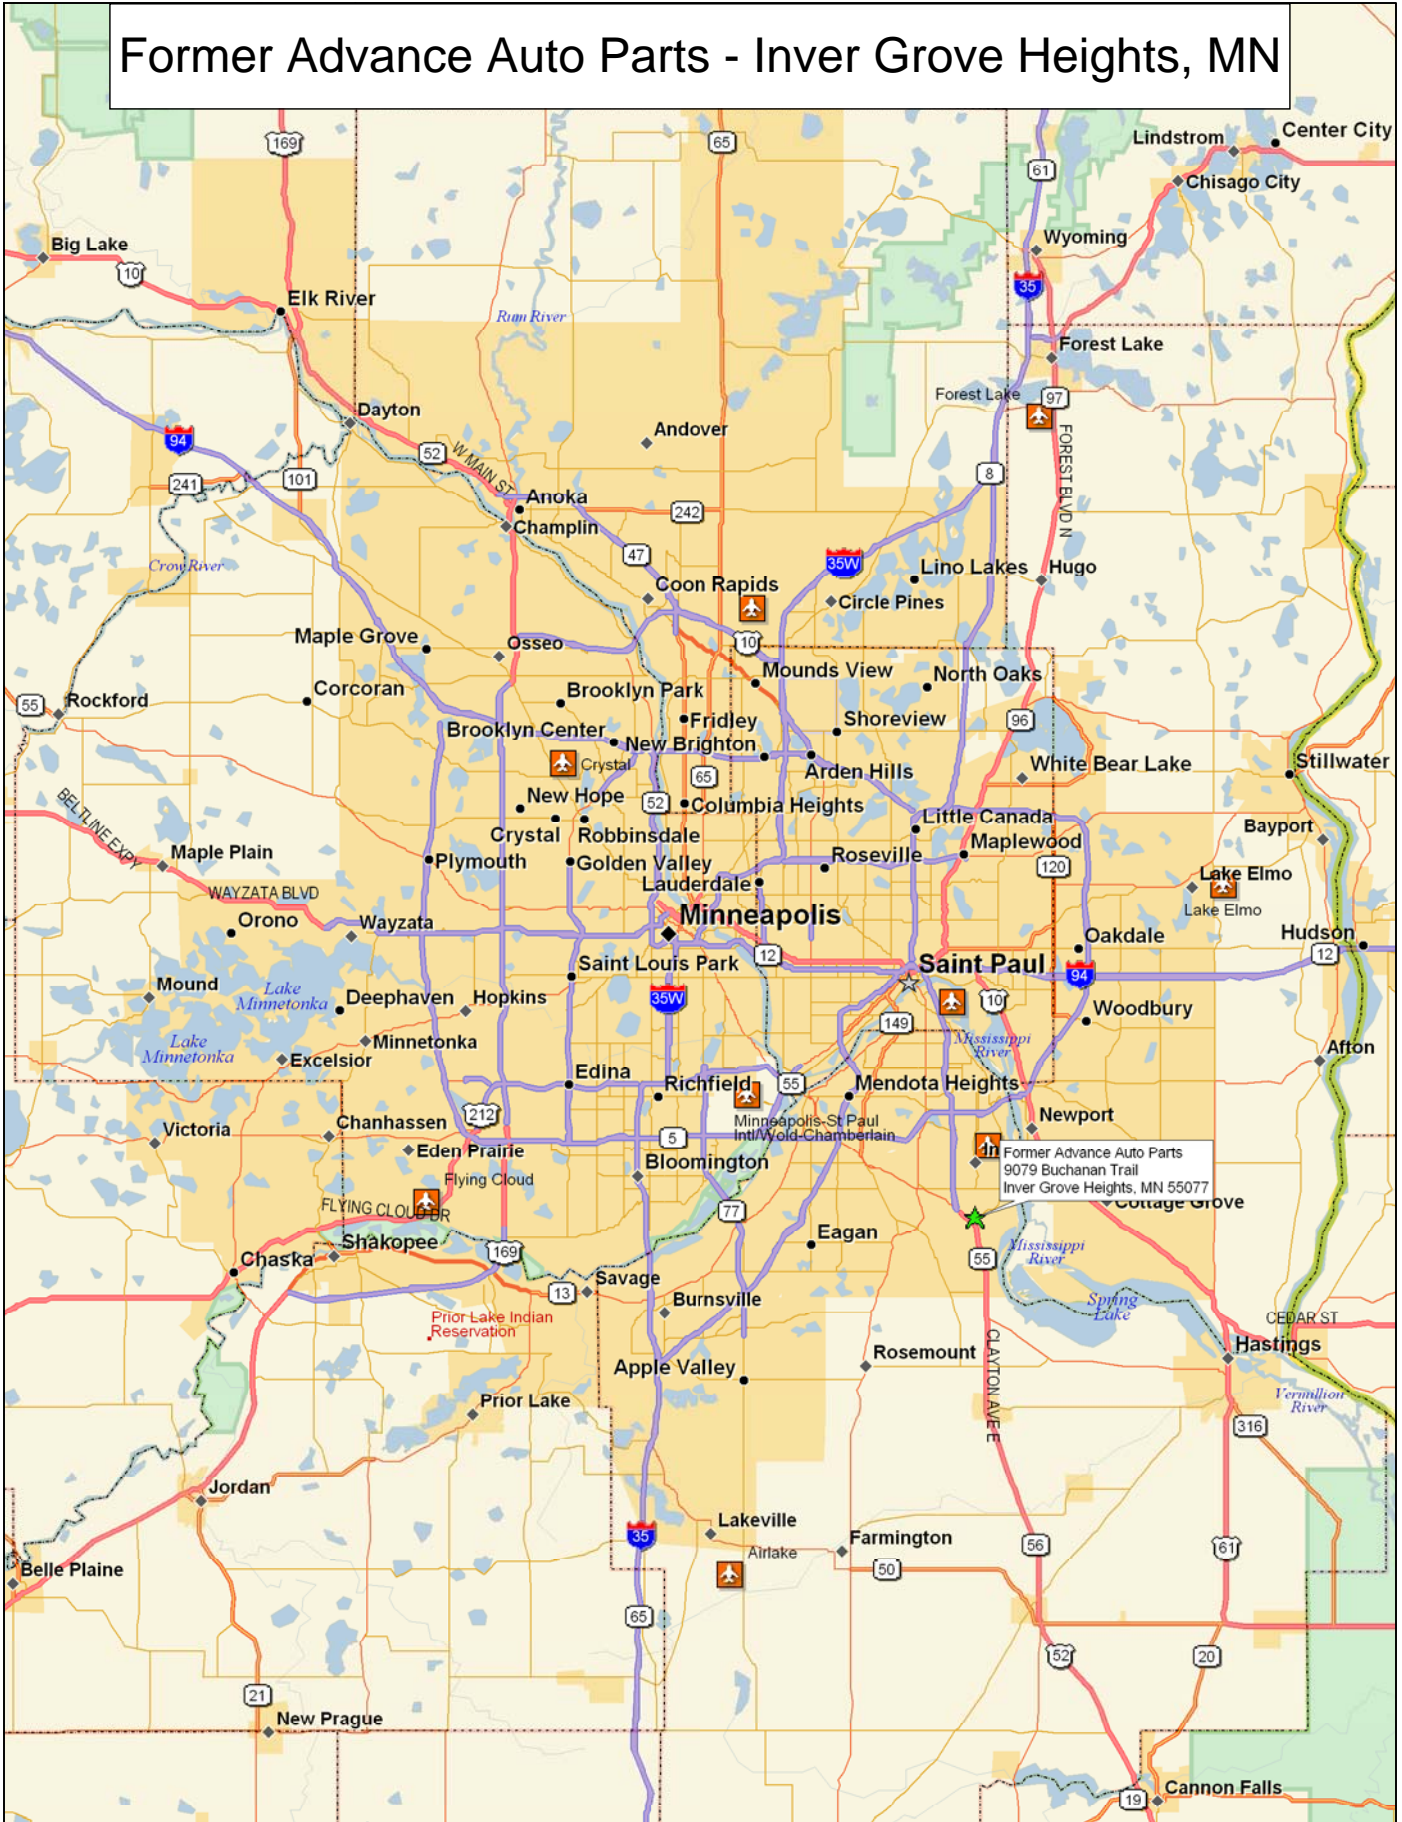 Former Advance Auto Parts - Inver Grove Heights, MN
169
65
61
Lindstrom
Center City
Chisago City
Wyoming
Big Lake
10
35
Elk River
Rum River
Forest Lake
Forest Lake
97
Dayton
94
52
W MAIN ST
Andover
FOREST BLVD N
241
101
8
Anoka
242
Champlin
47
35W
Crow River
Lino Lakes
Hugo
Coon Rapids
Circle Pines
Maple Grove
Osseo
10
Mounds View
North Oaks
55
Rockford
Corcoran
Brooklyn Park
Fridley
Shoreview
96
Brooklyn Center
New Brighton
Crystal
65
Arden Hills
White Bear Lake
Stillwater
BELTLINE EXPY
New Hope
52
Columbia Heights
Little Canada
Bayport
Crystal
Robbinsdale
Maplewood
Maple Plain
Plymouth
Golden Valley
Roseville
120
Lake Elmo
WAYZATA BLVD
Lauderdale
Lake Elmo
Orono
Wayzata
Minneapolis
Oakdale
Hudson
12
12
Saint Louis Park
Saint Paul
94
Mound
Lake
Minnetonka
Deephaven
Hopkins
35W
10
Woodbury
149
Lake
Minnetonka
Minnetonka
Mississippi
River
Excelsior
Afton
Edina
Richfield
55
Mendota Heights
212
Newport
Victoria
Chanhassen
Minneapolis-St Paul
Intl/Wold-Chamberlain
5
Eden Prairie
In
Former Advance Auto Parts
9079 Buchanan Trail
Inver Grove Heights, MN 55077
Bloomington
Flying Cloud
Cottage Grove
FLYING CLOUD DR
77
Eagan
Shakopee
169
Chaska
55
Mississippi
River
13
Savage
Burnsville
Spring
Lake
Prior Lake Indian
Reservation
CEDAR ST
Hastings
CLAYTON AVE E
Rosemount
Apple Valley
Vermillion
River
Prior Lake
316
Jordan
35
Lakeville
Farmington
Airlake
56
61
Belle Plaine
50
65
52
20
21
New Prague
Cannon Falls
19